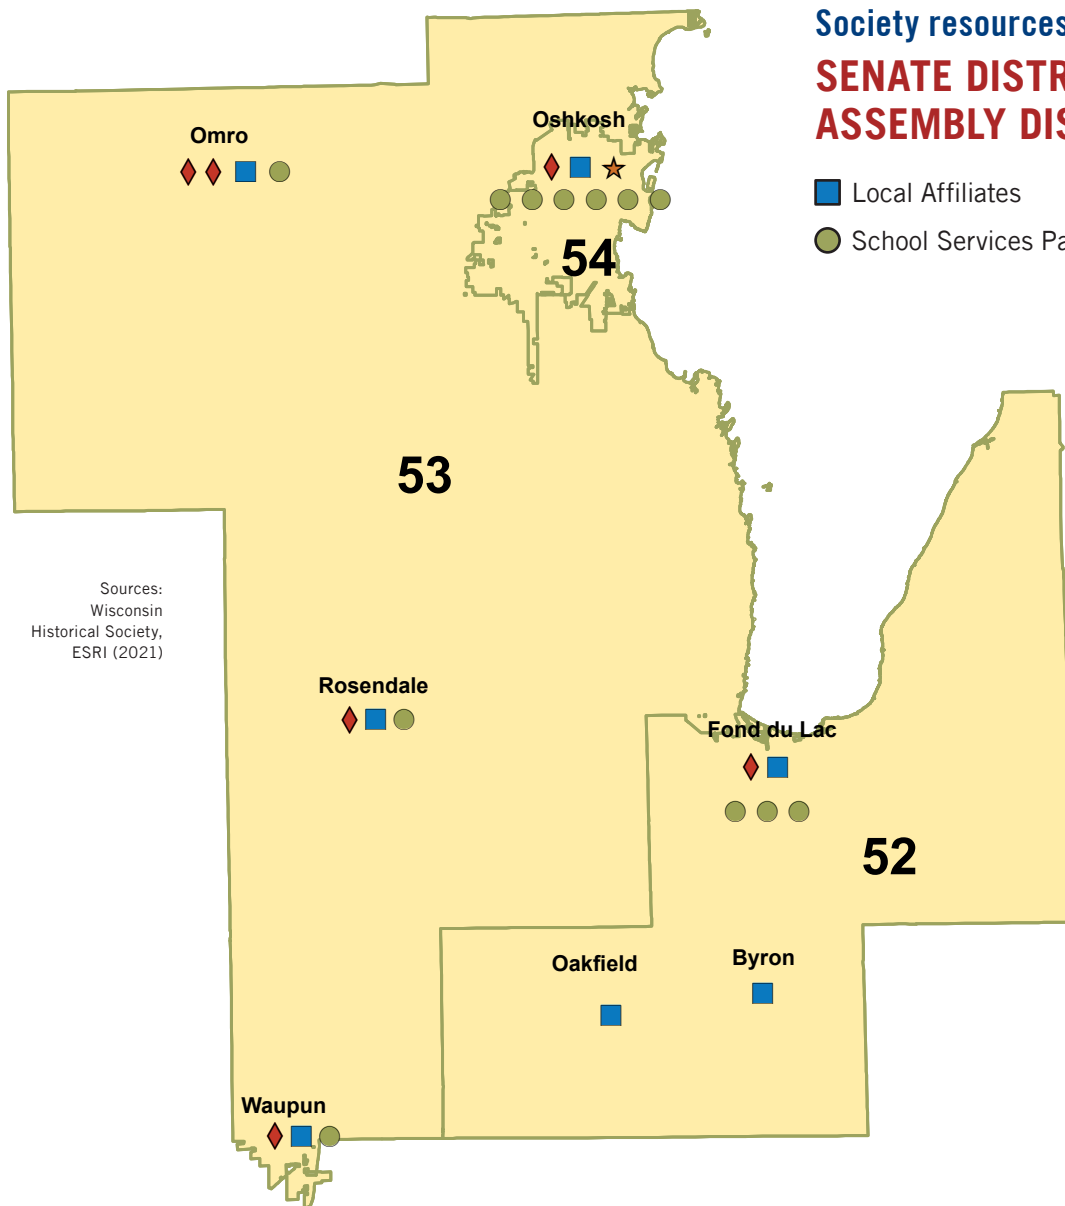 Society resources
SENATE DISTR
ASSEMBLY DIS
Local Affiliates
School Services Pa
Omro
Oshkosh
54
53
Sources:
Wisconsin
Historical Society,
ESRI (2021)
Rosendale
Fond du Lac
52
Oakfield
Byron
Waupun